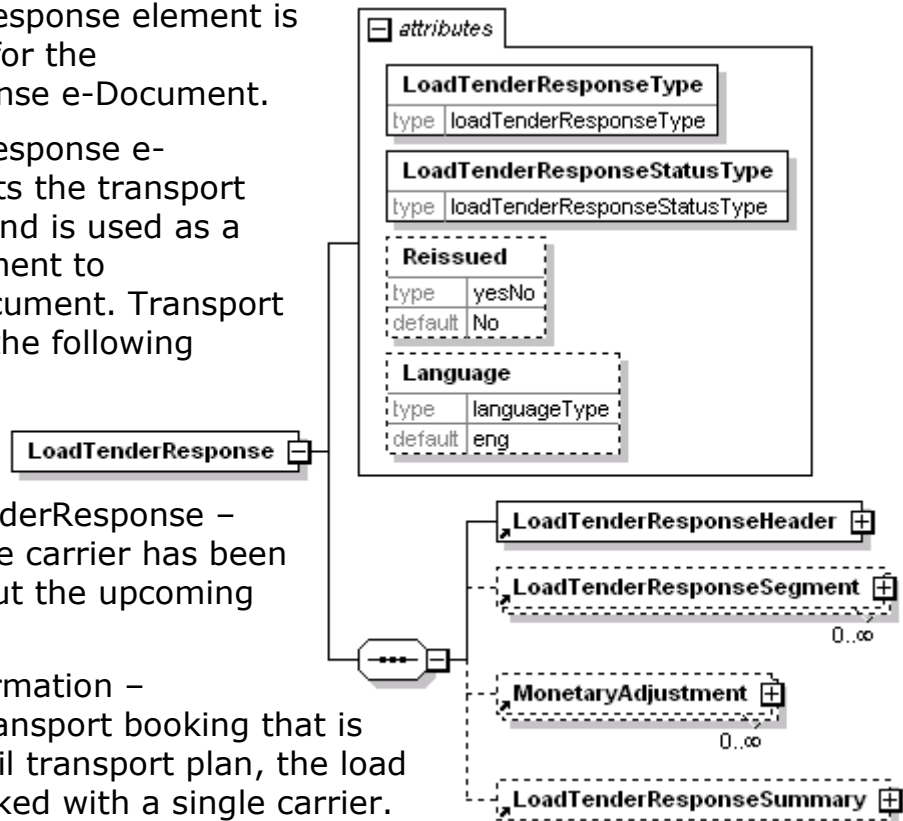 esponse element is
for the
nse e-Document.
esponse e-
ts the transport
nd is used as a
ment to
cument. Transport
the following
nderResponse –
e carrier has been
ut the upcoming
rmation –
ansport booking that is
il transport plan, the load
ked with a single carrier.
LoadTenderResponse
attributes
LoadTenderResponseType
type loadTenderResponseType
LoadTenderResponseStatusType
type loadTenderResponseStatusType
Reissued
type yesNo
default No
Language
type languageType
default eng
LoadTenderResponseHeader
LoadTenderResponseSegment
0..∞
MonetaryAdjustment
0..∞
LoadTenderResponseSummary